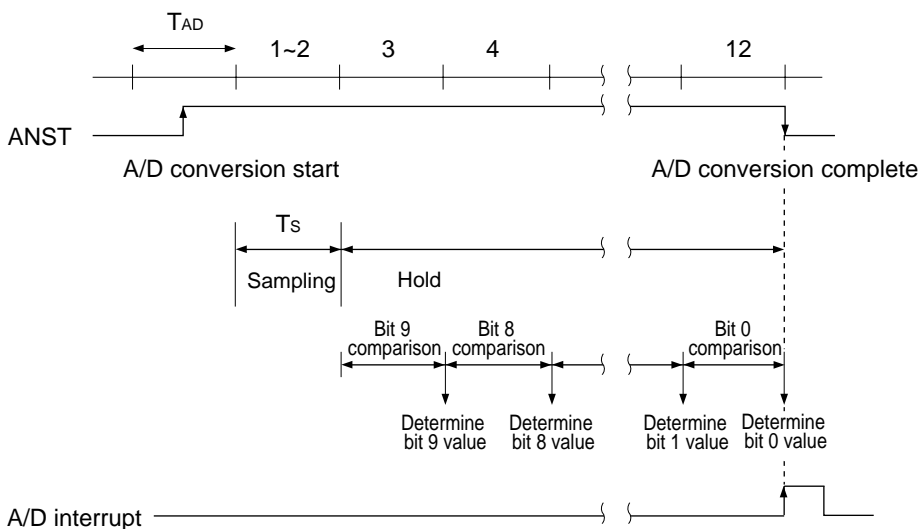 TAD
1~2 3 4 12
ANST
A/D conversion start A/D conversion complete
Ts
Sampling Hold
Bit 9 Bit 8 Bit 0
comparison comparison comparison
Determine Determine Determine Determine
bit 9 value bit 8 value bit 1 value bit 0 value
A/D interrupt